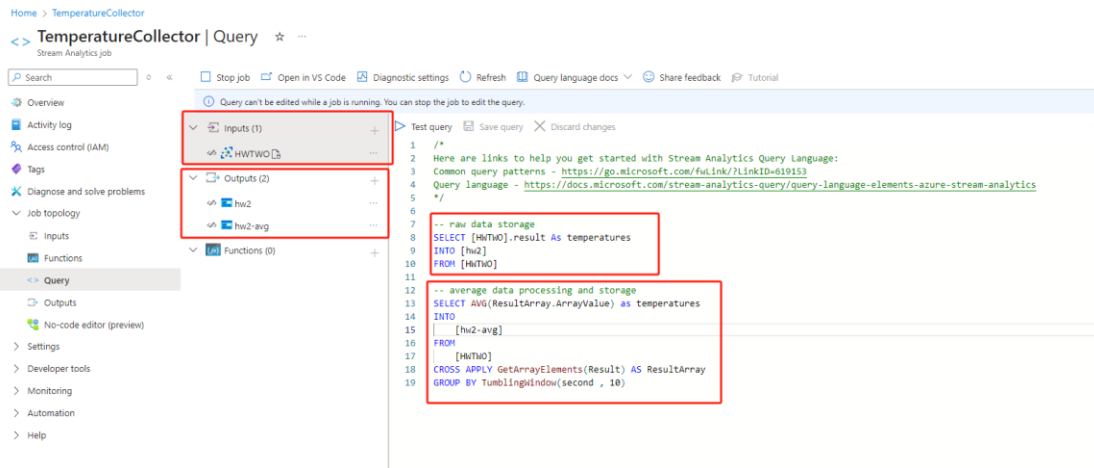 Home > TemperatureCollector
<> TemperatureCollector | Query ☆ ...
Stream Analytics job
Search
«
Stop job
Open in VS Code
Diagnostic settings
Refresh
Query language docs
Share feedback
Tutorial
Query can't be edited while a job is running. You can stop the job to edit the query.
Overview
Activity log
Access control (IAM)
Tags
Diagnose and solve problems
Job topology
Inputs
Functions
<> Query
Outputs
No-code editor (preview)
Settings
Developer tools
Monitoring
Automation
Help
Inputs (1) +
HWTWO ...
Outputs (2) +
hw2 ...
hw2-avg ...
Functions (0) +
Test query
Save query
Discard changes
1 /*
2 Here are links to help you get started with Stream Analytics Query Language:
3 Common query patterns - https://go.microsoft.com/fwLink/?LinkID=619153
4 Query language - https://docs.microsoft.com/stream-analytics-query/query-language-elements-azure-stream-analytics
5 */
6
7 -- raw data storage
8 SELECT [HWTWO].result As temperatures
9 INTO [hw2]
10 FROM [HWTWO]
11
12 -- average data processing and storage
13 SELECT AVG(ResultArray.ArrayValue) as temperatures
14 INTO
15 [hw2-avg]
16 FROM
17 [HWTWO]
18 CROSS APPLY GetArrayElements(Result) AS ResultArray
19 GROUP BY TumblingWindow(second , 10)